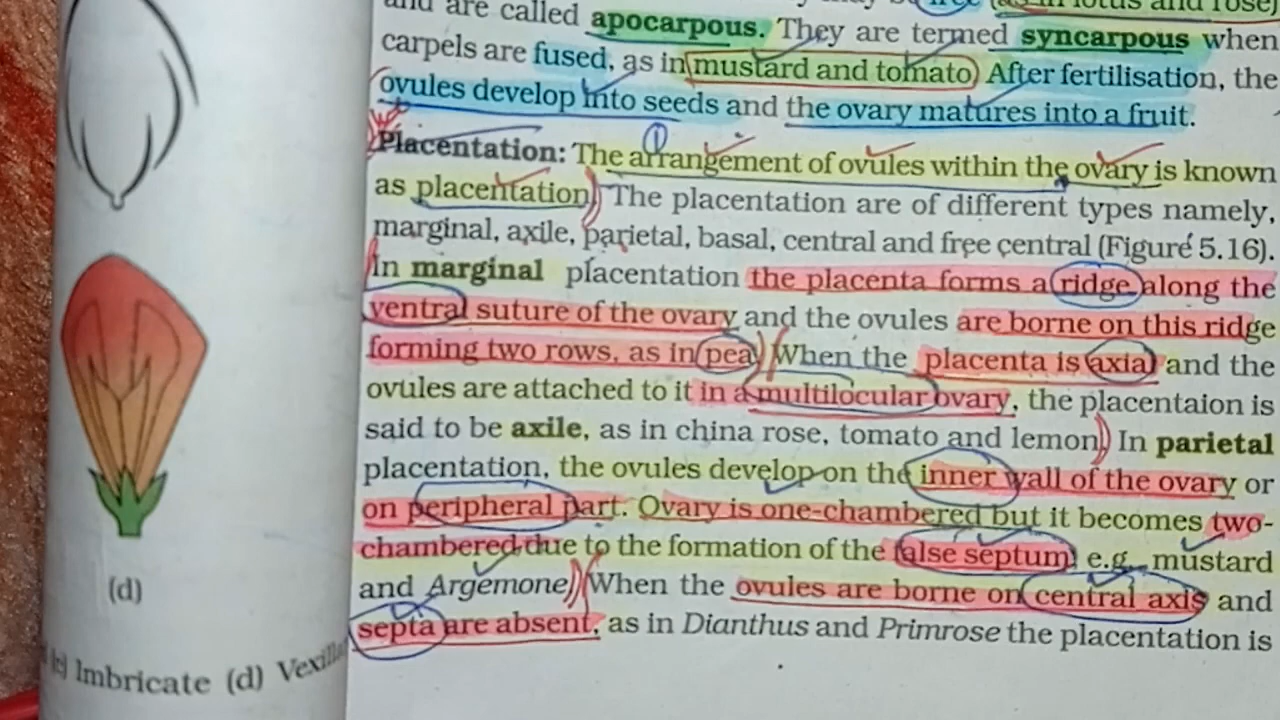 and are called apocarpous. They are termed syncarpous when
carpels are fused, as in mustard and tomato) After fertilisation, the
ovules develop into seeds and the ovary matures into a fruit.
Placentation: The arrangement of ovules within the ovary is known
as placentation. The placentation are of different types namely,
marginal, axile, parietal, basal, central and free central (Figure 5.16).
In marginal placentation the placenta forms a ridge along the
ventral suture of the ovary and the ovules are borne on this ridge
forming two rows, as in pea. When the placenta is axial and the
ovules are attached to it in a multilocular ovary, the placentaion is
said to be axile, as in china rose, tomato and lemon. In parietal
placentation, the ovules develop on the inner wall of the ovary or
on peripheral part. Ovary is one-chambered but it becomes two-
chambered due to the formation of the false septum, e.g., mustard
and Argemone. When the ovules are borne on central axis and
septa are absent, as in Dianthus and Primrose the placentation is
(d)
Imbricate (d)